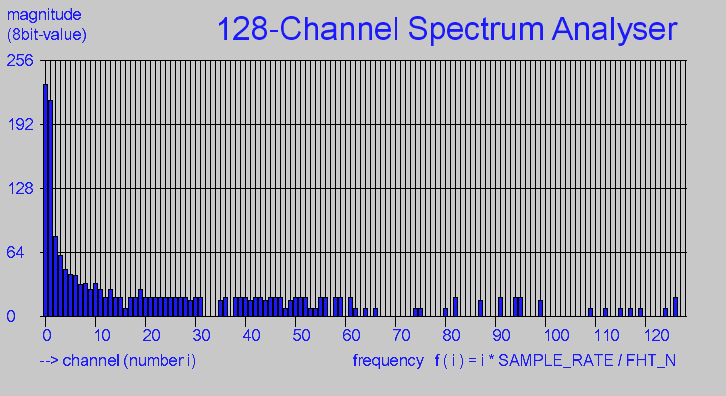 magnitude
(8bit-value)
128-Channel Spectrum Analyser
256
192
128
64
0
0 10 20 30 40 50 60 70 80 90 100 110 120
--> channel (number i) frequency f ( i ) = i * SAMPLE_RATE / FHT_N